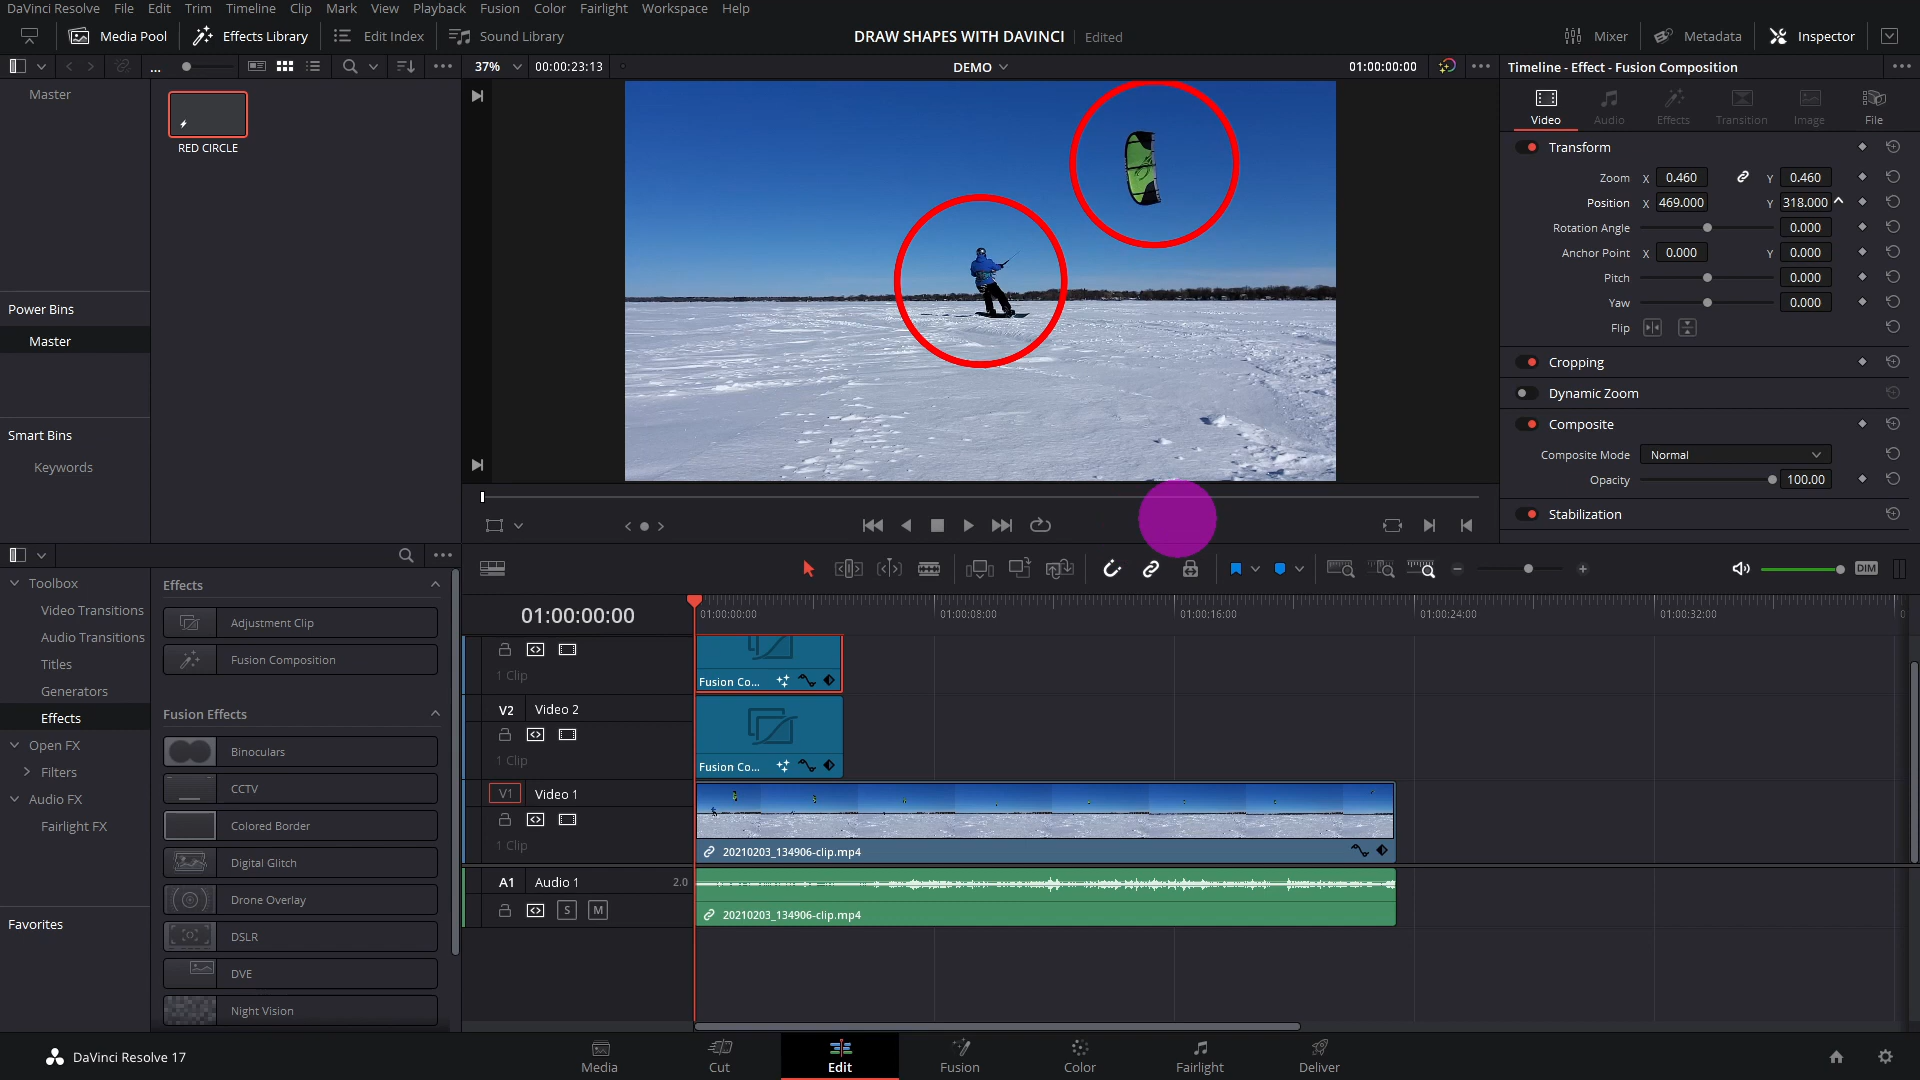 DaVinci Resolve File Edit Trim Timeline Clip Mark View Playback Fusion Color Fairlight Workspace Help
Media Pool Effects Library Edit Index Sound Library DRAW SHAPES WITH DAVINCI Edited Mixer Metadata Inspector
37% 00:00:23:13 DEMO 01:00:00:00 Timeline - Effect - Fusion Composition
Master
RED CIRCLE
Power Bins
Master
Smart Bins
Keywords
Video Audio Effects Transition Image File
Transform
Zoom X 0.460 Y 0.460
Position X 469.000 Y 318.000
Rotation Angle 0.000
Anchor Point X 0.000 Y 0.000
Pitch 0.000
Yaw 0.000
Flip
Cropping
Dynamic Zoom
Composite
Composite Mode Normal
Opacity 100.00
Stabilization
Toolbox
Video Transitions
Audio Transitions
Titles
Generators
Effects
Open FX
Filters
Audio FX
Fairlight FX
Favorites
Effects
Adjustment Clip
Fusion Composition
Fusion Effects
Binoculars
CCTV
Colored Border
Digital Glitch
Drone Overlay
DSLR
DVE
Night Vision
DIM
01:00:00:00 01:00:00:00 01:00:08:00 01:00:16:00 01:00:24:00 01:00:32:00
1 Clip
Fusion Co...
V2 Video 2
1 Clip
Fusion Co...
V1 Video 1
1 Clip
20210203_134906-clip.mp4
A1 Audio 1 2.0
S M
20210203_134906-clip.mp4
DaVinci Resolve 17 Media Cut Edit Fusion Color Fairlight Deliver